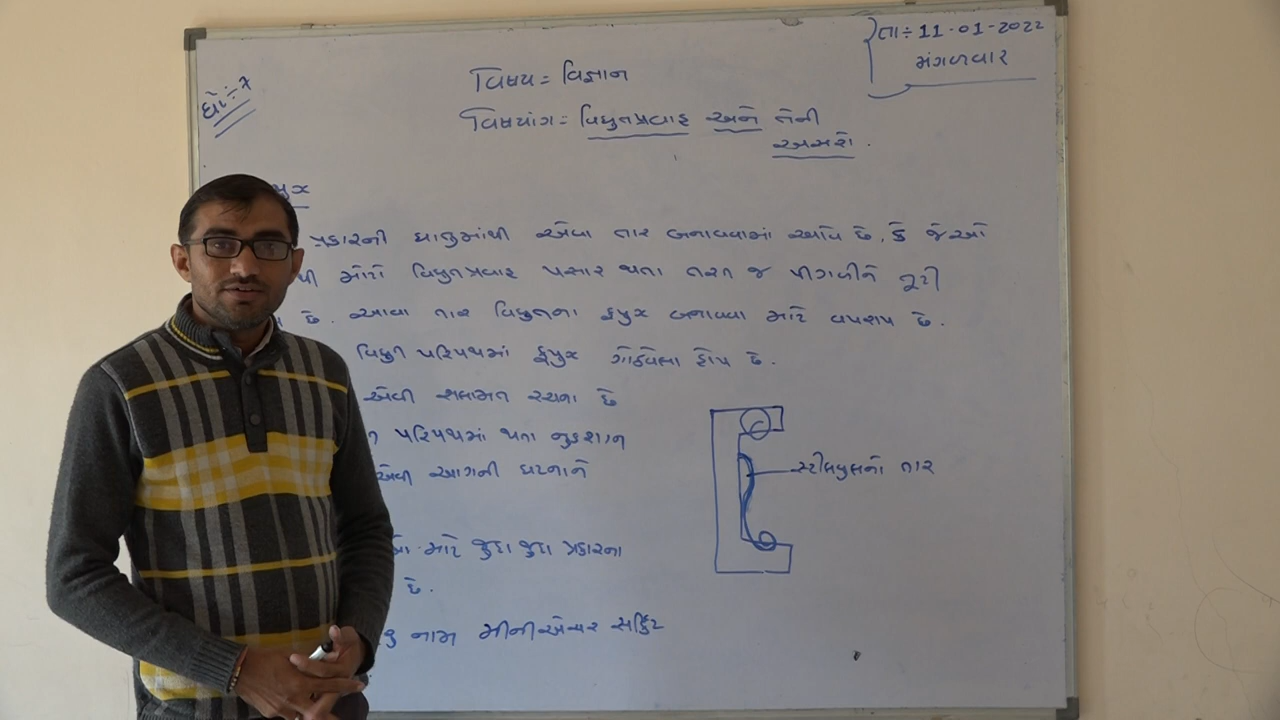 તા÷ 11-01-2022
મંગળવાર
ધો÷ 7
વિષય = વિજ્ઞાન
વિષયાંગ = વિદ્યુતપ્રવાહ અને તેની
અસરો.
પ્રકારની ધાતુમાંથી એવા તાર બનાવવામાં આવે છે. કે જેઓ
મોટો વિદ્યુતપ્રવાહ પસાર થતા તરત જ પીગળીને તૂટી
છે. આવા તાર વિદ્યુતના ફ્યુઝ બનાવવા માટે વપરાય છે.
વિદ્યુત પરિપથમાં ફ્યુઝ ગોઠવેલા હોય છે.
એવી સલામત રચના છે
પરિપથમાં થતા નુકશાન
એવી આગની ઘટનાને
સ્ટીલવુલનો તાર
માટે જુદા જુદા પ્રકારના
છે.
નામ મીનીએચર સર્કિટ